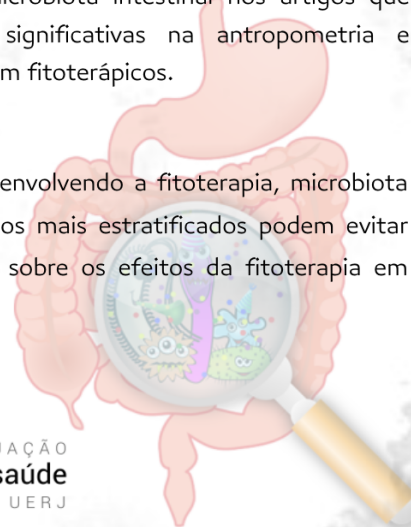 microbiota intestinal nos artigos que
significativas na antropometria e
m fitoterápicos.
envolvendo a fitoterapia, microbiota
os mais estratificados podem evitar
sobre os efeitos da fitoterapia em
UAÇÃO
saúde
UERJ